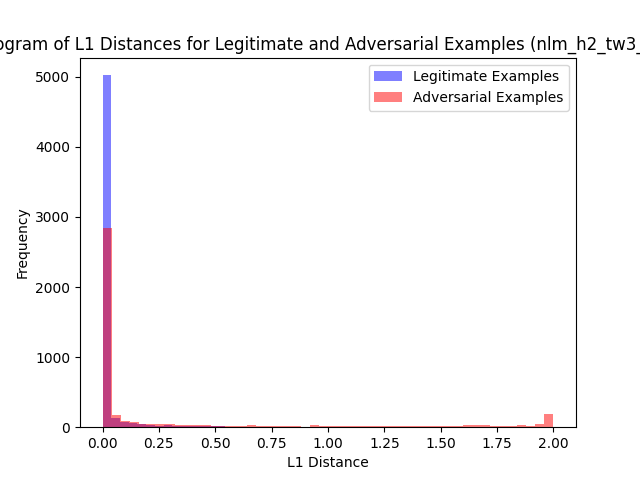 ogram of L1 Distances for Legitimate and Adversarial Examples (nlm_h2_tw3_
Legitimate Examples
Adversarial Examples
Frequency
5000
4000
3000
2000
1000
0
0.00 0.25 0.50 0.75 1.00 1.25 1.50 1.75 2.00
L1 Distance